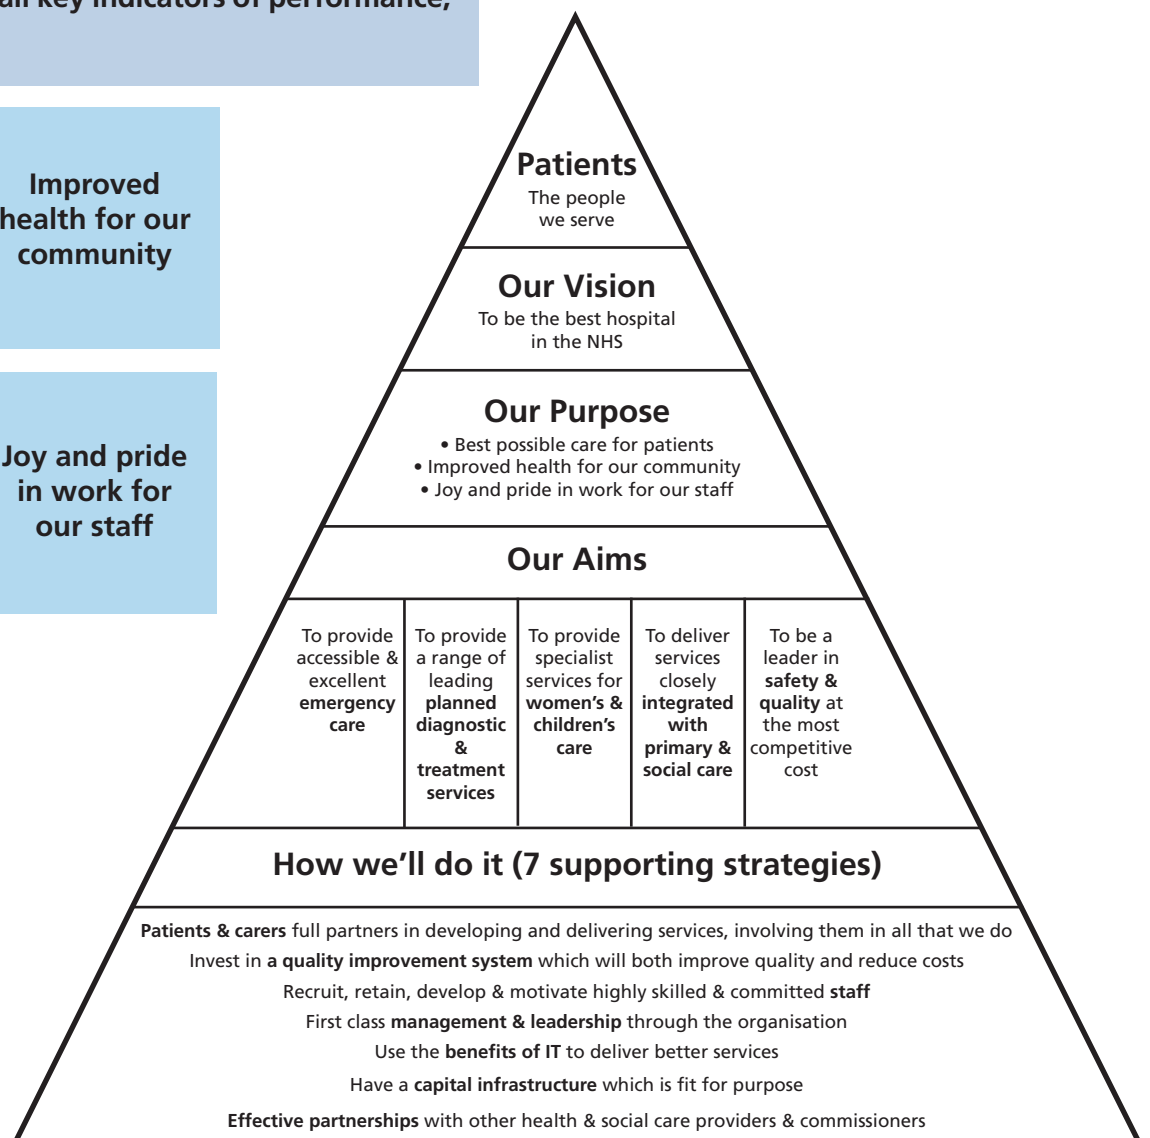 all key indicators of performance,
Improved
health for our
community
Joy and pride
in work for
our staff
Patients
The people
we serve
Our Vision
To be the best hospital
in the NHS
Our Purpose
• Best possible care for patients
• Improved health for our community
• Joy and pride in work for our staff
Our Aims
To provide
accessible &
excellent
emergency
care
To provide
a range of
leading
planned
diagnostic
&
treatment
services
To provide
specialist
services for
women's &
children's
care
To deliver
services
closely
integrated
with
primary &
social care
To be a
leader in
safety &
quality at
the most
competitive
cost
How we'll do it (7 supporting strategies)
Patients & carers full partners in developing and delivering services, involving them in all that we do
Invest in a quality improvement system which will both improve quality and reduce costs
Recruit, retain, develop & motivate highly skilled & committed staff
First class management & leadership through the organisation
Use the benefits of IT to deliver better services
Have a capital infrastructure which is fit for purpose
Effective partnerships with other health & social care providers & commissioners